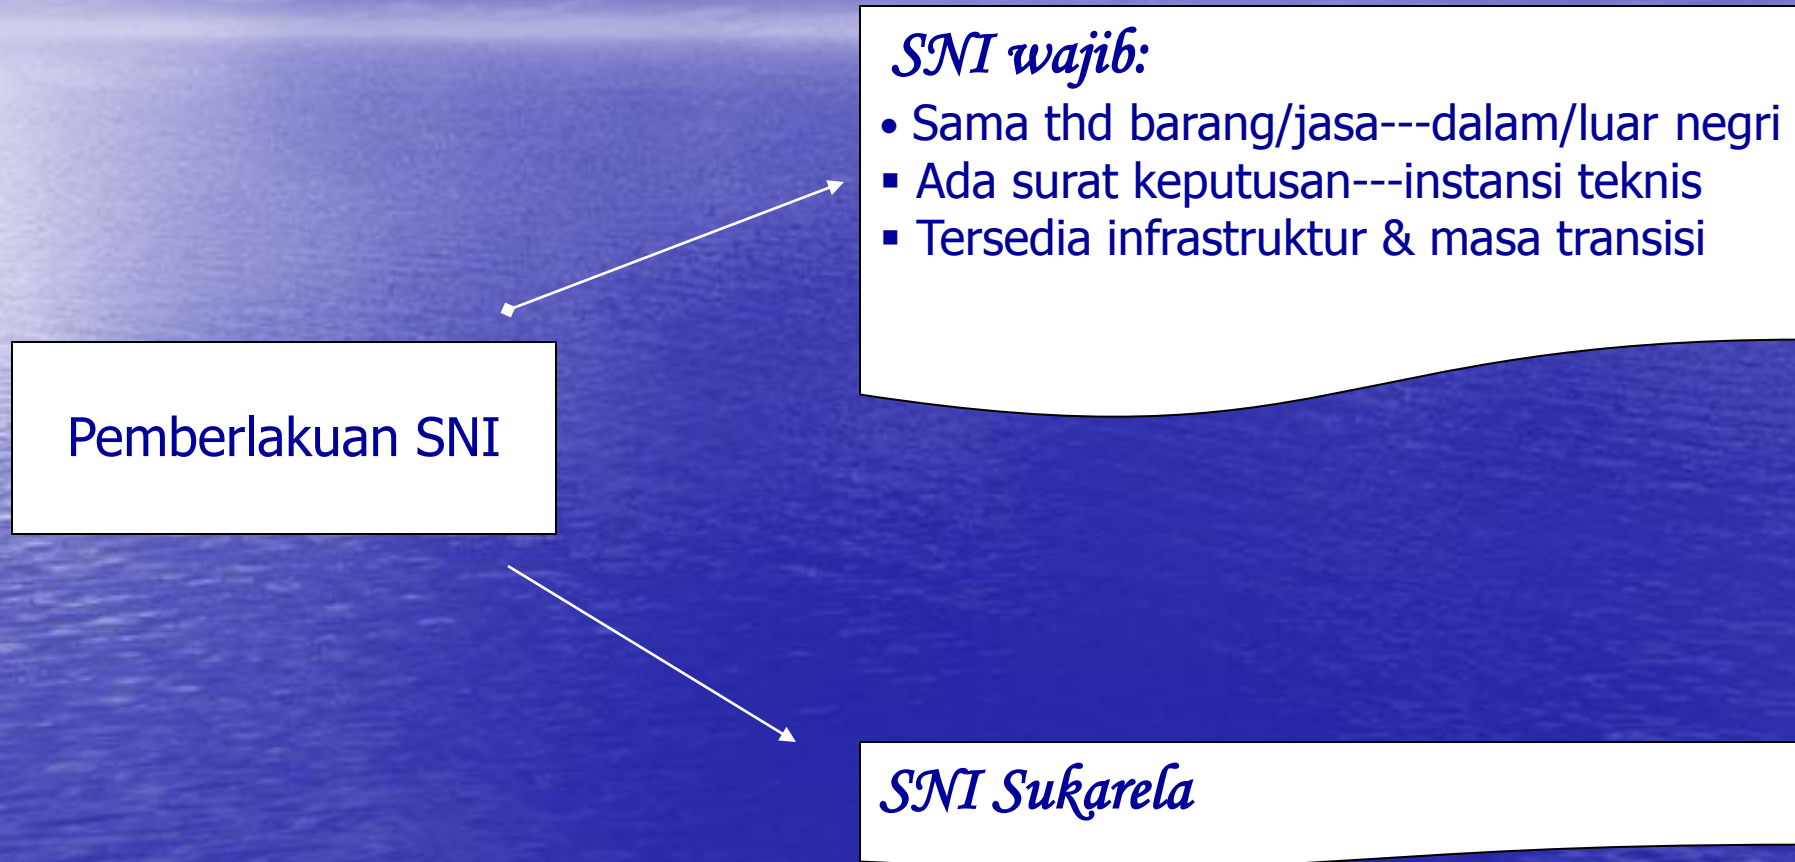 SNI wajib:
• Sama thd barang/jasa---dalam/luar negri
▪ Ada surat keputusan---instansi teknis
▪ Tersedia infrastruktur & masa transisi
Pemberlakuan SNI
SNI Sukarela